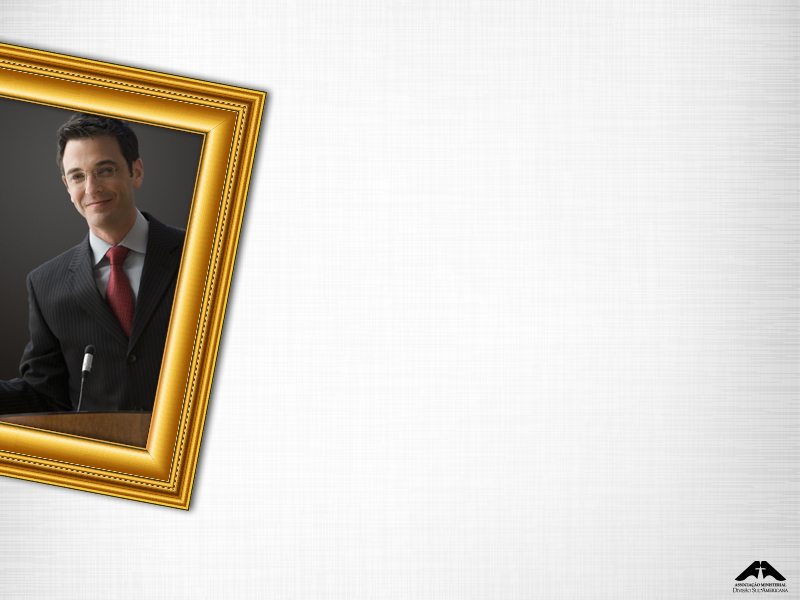 ASSOCIAÇÃO MINISTERIAL
DIVISÃO SUL-AMERICANA